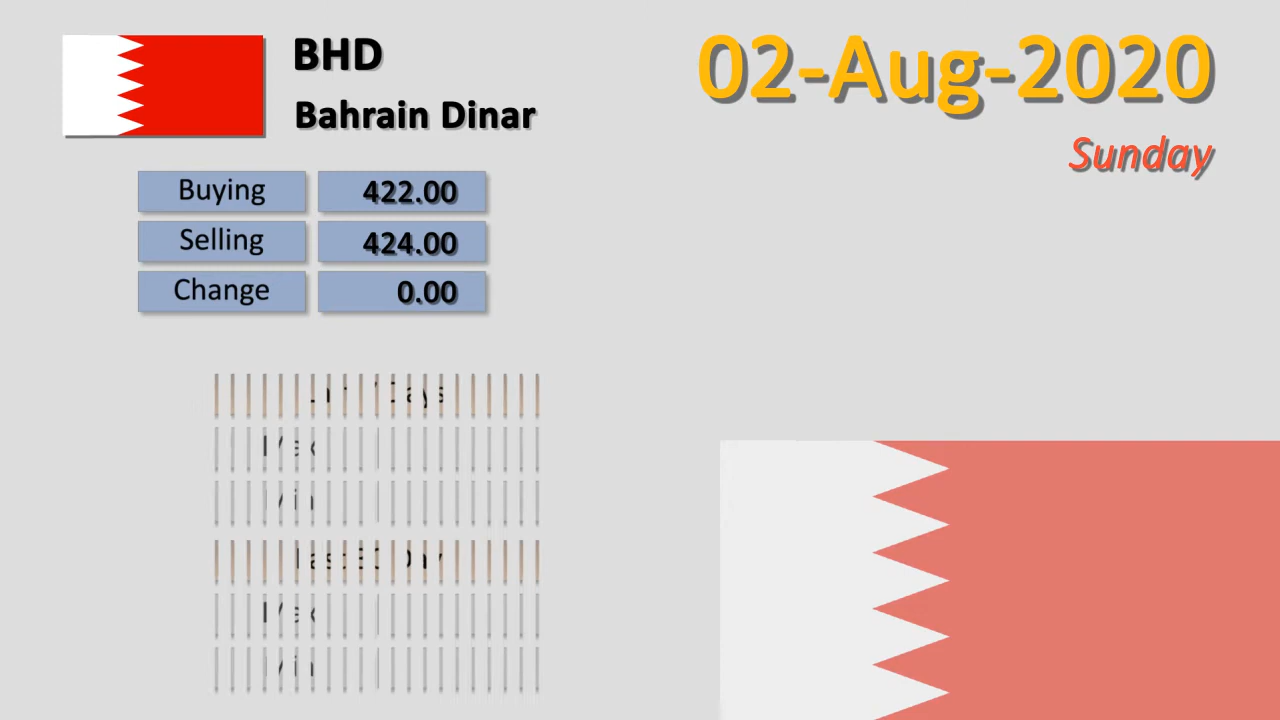 BHD
Bahrain Dinar
02-Aug-2020
Sunday
Buying 422.00
Selling 424.00
Change 0.00